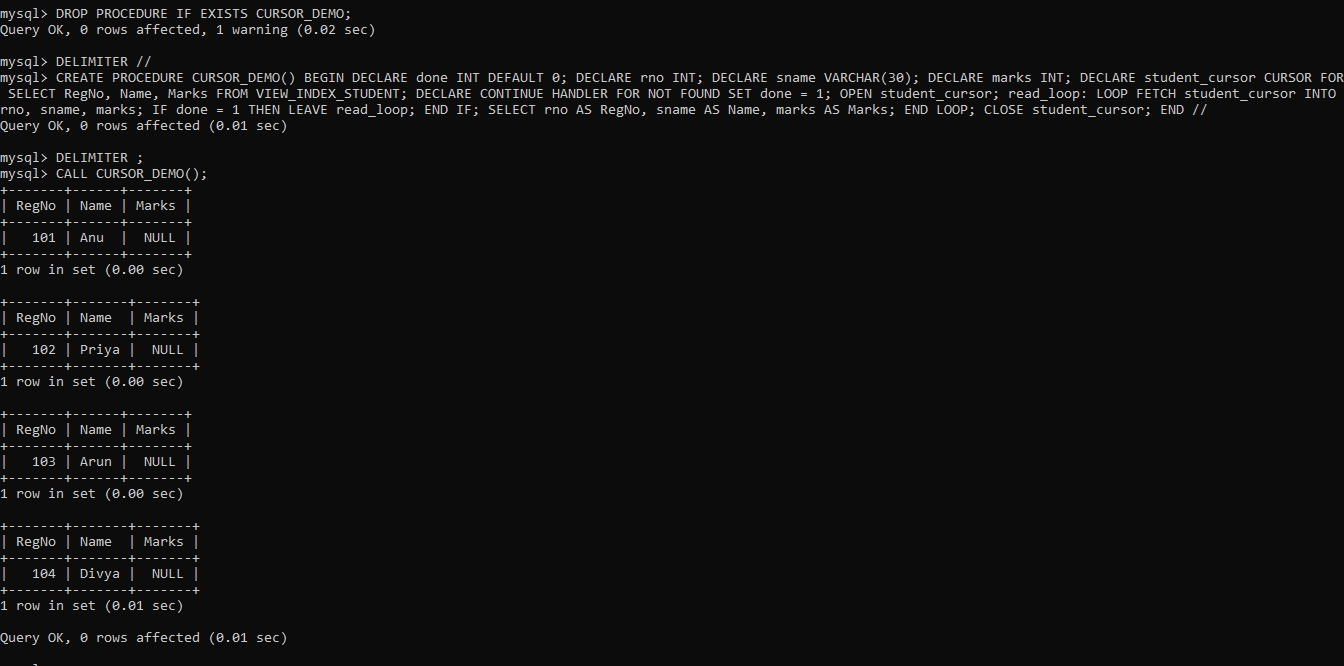 mysql> DROP PROCEDURE IF EXISTS CURSOR_DEMO;
Query OK, 0 rows affected, 1 warning (0.02 sec)

mysql> DELIMITER //
mysql> CREATE PROCEDURE CURSOR_DEMO() BEGIN DECLARE done INT DEFAULT 0; DECLARE rno INT; DECLARE sname VARCHAR(30); DECLARE marks INT; DECLARE student_cursor CURSOR FOR
 SELECT RegNo, Name, Marks FROM VIEW_INDEX_STUDENT; DECLARE CONTINUE HANDLER FOR NOT FOUND SET done = 1; OPEN student_cursor; read_loop: LOOP FETCH student_cursor INTO
rno, sname, marks; IF done = 1 THEN LEAVE read_loop; END IF; SELECT rno AS RegNo, sname AS Name, marks AS Marks; END LOOP; CLOSE student_cursor; END //
Query OK, 0 rows affected (0.01 sec)

mysql> DELIMITER ;
mysql> CALL CURSOR_DEMO();
+-------+------+-------+
| RegNo | Name | Marks |
+-------+------+-------+
|   101 | Anu  |  NULL |
+-------+------+-------+
1 row in set (0.00 sec)

+-------+-------+-------+
| RegNo | Name  | Marks |
+-------+-------+-------+
|   102 | Priya |  NULL |
+-------+-------+-------+
1 row in set (0.00 sec)

+-------+------+-------+
| RegNo | Name | Marks |
+-------+------+-------+
|   103 | Arun |  NULL |
+-------+------+-------+
1 row in set (0.00 sec)

+-------+-------+-------+
| RegNo | Name  | Marks |
+-------+-------+-------+
|   104 | Divya |  NULL |
+-------+-------+-------+
1 row in set (0.01 sec)

Query OK, 0 rows affected (0.01 sec)